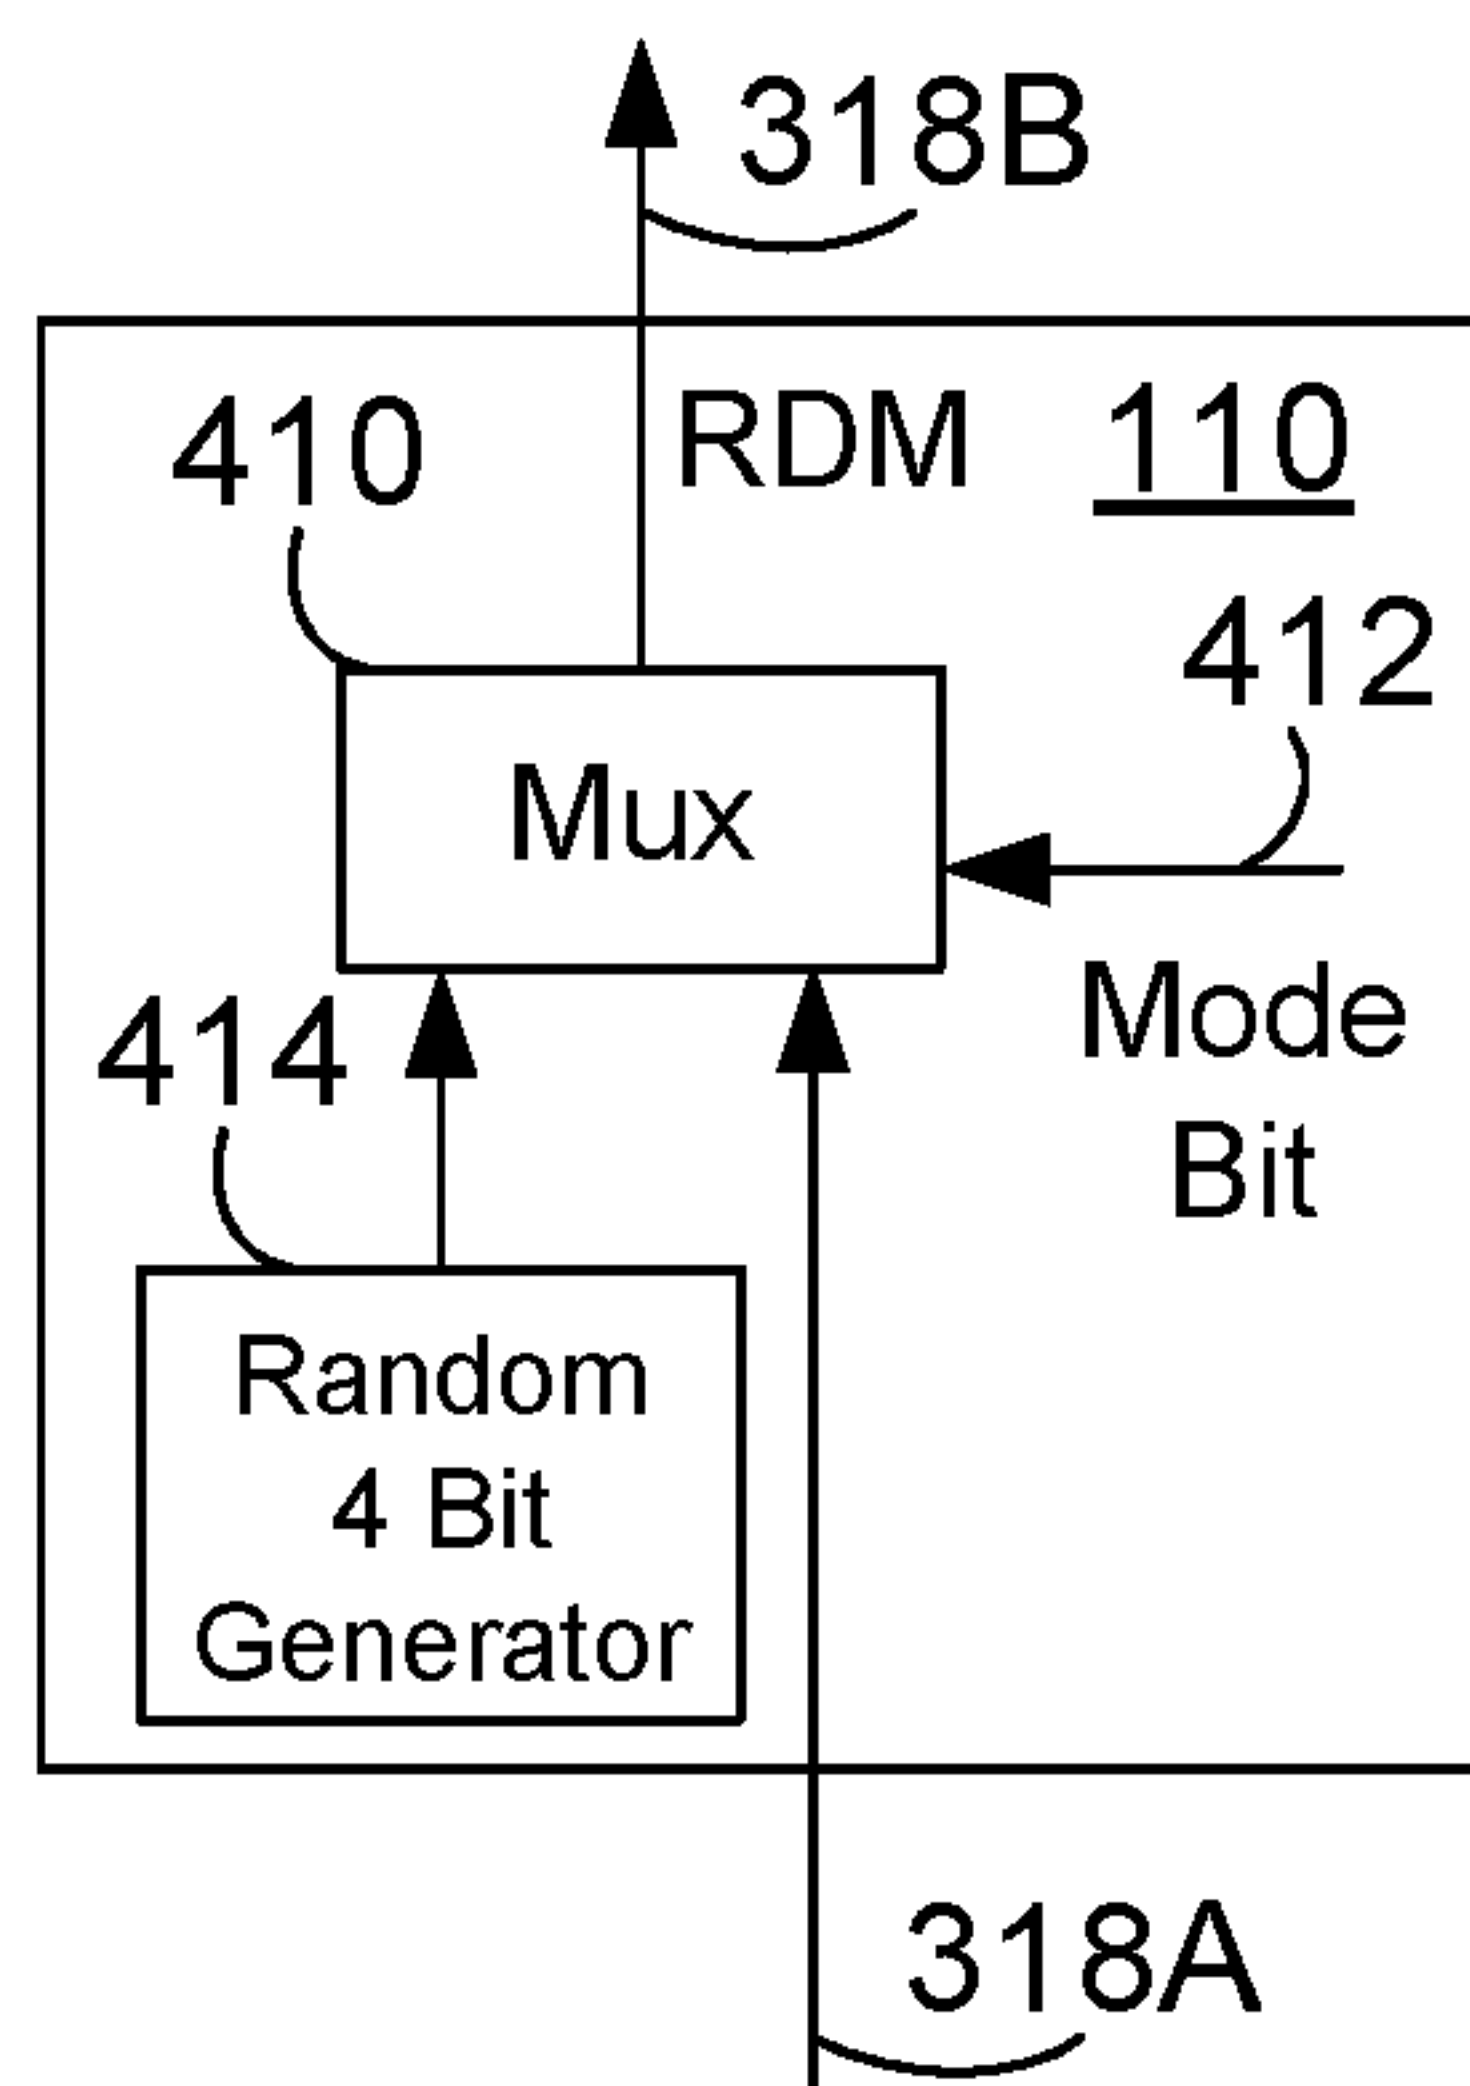 318B
410 RDM 110
412
Mux
414
Mode
Bit
Random
4 Bit
Generator
318A